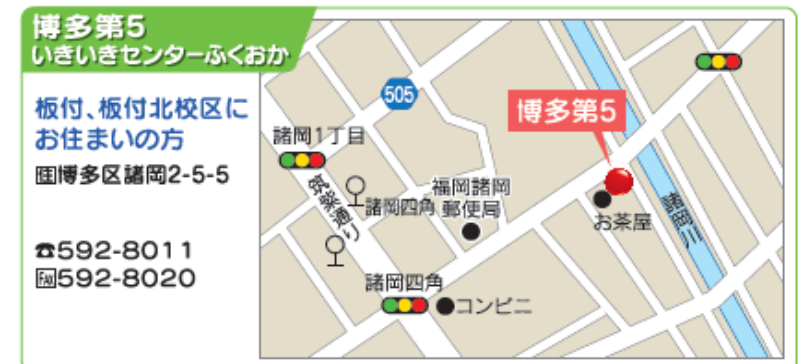 博多第5
いきいきセンターふくおか
板付、板付北校区に
お住まいの方
住博多区諸岡2-5-5
☎592-8011
FAX592-8020
505
博多第5
諸岡1丁目
筑紫通り
諸岡四角
福岡諸岡
郵便局
お茶屋
諸岡川
諸岡四角
コンビニ